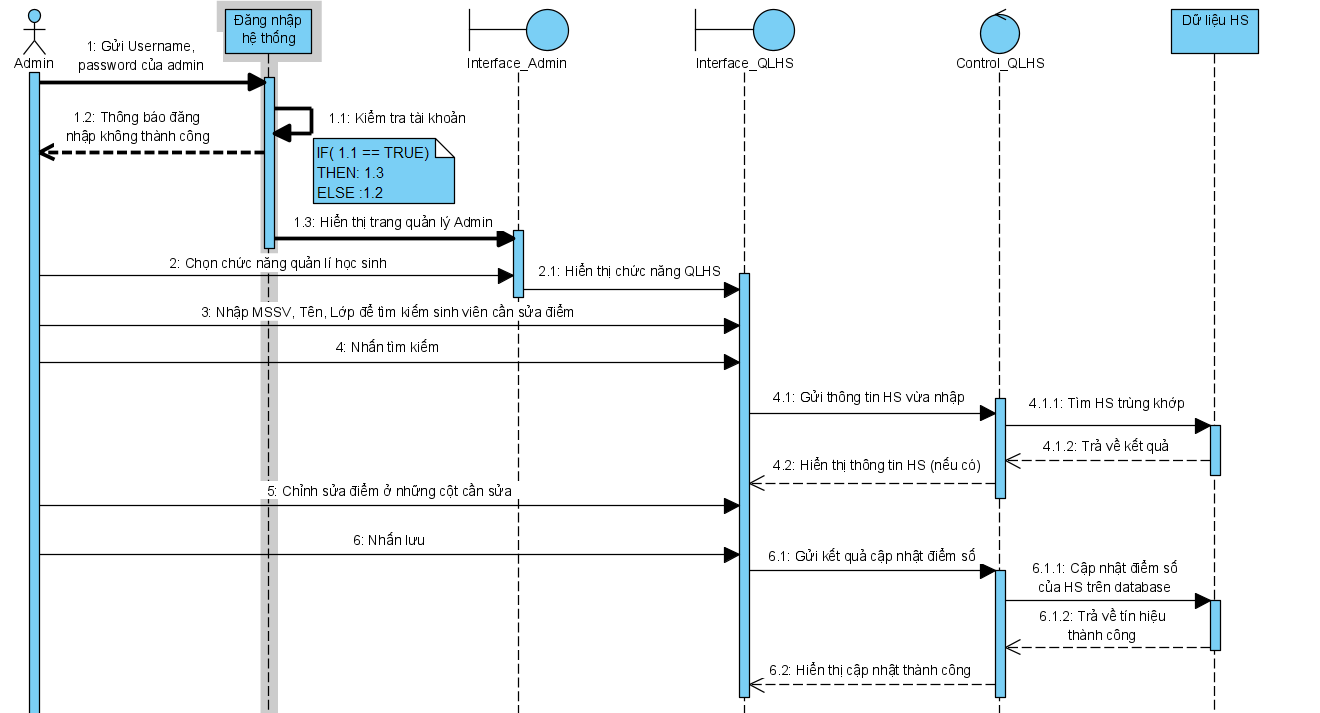 Đăng nhập
hệ thống
Dữ liệu HS
Admin
Interface_Admin
Interface_QLHS
Control_QLHS
1: Gửi Username,
password của admin
1.1: Kiểm tra tài khoản
1.2: Thông báo đăng
nhập không thành công
IF( 1.1 == TRUE)
THEN: 1.3
ELSE :1.2
1.3: Hiển thị trang quản lý Admin
2: Chọn chức năng quản lí học sinh
2.1: Hiển thị chức năng QLHS
3: Nhập MSSV, Tên, Lớp để tìm kiếm sinh viên cần sửa điểm
4: Nhấn tìm kiếm
4.1: Gửi thông tin HS vừa nhập
4.1.1: Tìm HS trùng khớp
4.1.2: Trả về kết quả
4.2: Hiển thị thông tin HS (nếu có)
5: Chỉnh sửa điểm ở những cột cần sửa
6: Nhấn lưu
6.1: Gửi kết quả cập nhật điểm số
6.1.1: Cập nhật điểm số
của HS trên database
6.1.2: Trả về tín hiệu
thành công
6.2: Hiển thị cập nhật thành công